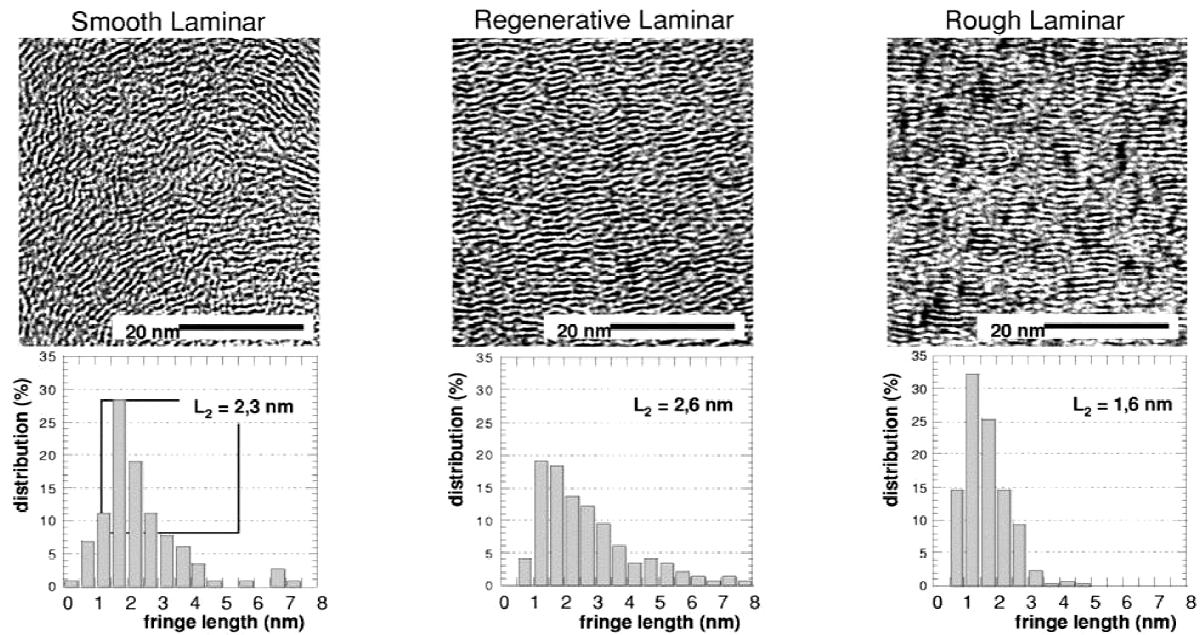 Smooth Laminar
Regenerative Laminar
Rough Laminar
20 nm
20 nm
20 nm
35
30
25
20
15
10
5
0
distribution (%)
L2 = 2,3 nm
0 1 2 3 4 5 6 7 8
fringe length (nm)
35
30
25
20
15
10
5
0
distribution (%)
L2 = 2,6 nm
0 1 2 3 4 5 6 7 8
fringe length (nm)
35
30
25
20
15
10
5
0
distribution (%)
L2 = 1,6 nm
0 1 2 3 4 5 6 7 8
fringe length (nm)